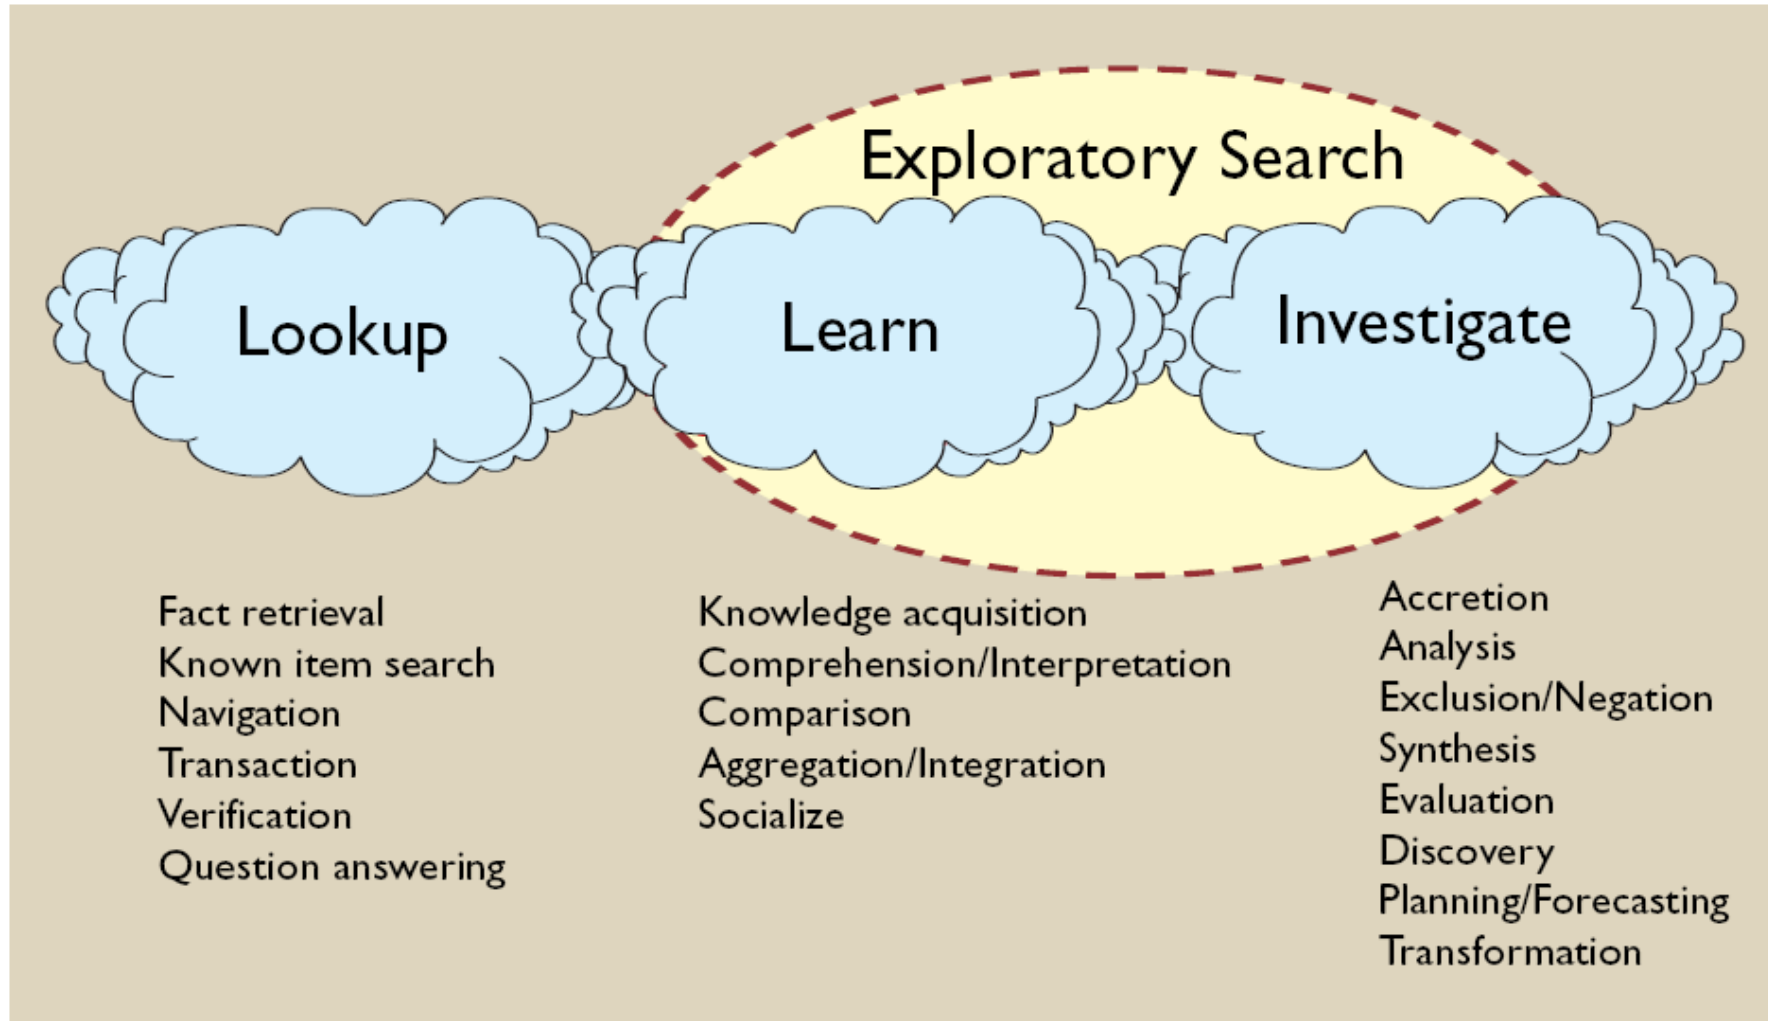 Exploratory Search
Lookup
Learn
Investigate
Fact retrieval
Known item search
Navigation
Transaction
Verification
Question answering
Knowledge acquisition
Comprehension/Interpretation
Comparison
Aggregation/Integration
Socialize
Accretion
Analysis
Exclusion/Negation
Synthesis
Evaluation
Discovery
Planning/Forecasting
Transformation